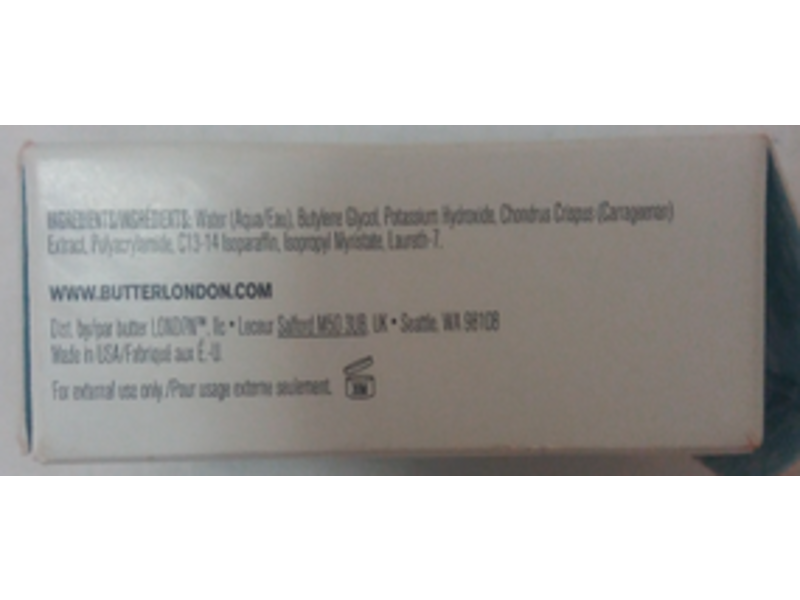 INGREDIENTS/INGRÉDIENTS: Water (Aqua/Eau), Butylene Glycol, Potassium Hydroxide, Chondrus Crispus (Carrageenan)
Extract, Polyacrylamide, C13-14 Isoparaffin, Isopropyl Myristate, Laureth-7.
WWW.BUTTERLONDON.COM
Dist. by/par butter LONDON™, llc • Salford M50 3UB, UK • Seattle, WA 98108
Made in USA/Fabriqué aux É.-U.
For external use only./Pour usage externe seulement.